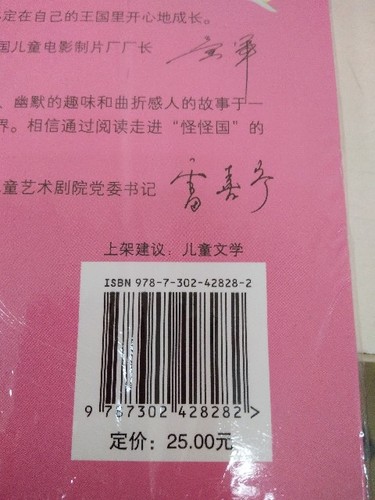 定在自己的王国里开心地成长。
国儿童电影制片厂厂长
、幽默的趣味和曲折感人的故事于一
界。相信通过阅读走进“怪怪国”的
童艺术剧院党委书记 雷喜宁
上架建议：儿童文学
ISBN 978-7-302-42828-2
9 787302 428282 >
定价：25.00元